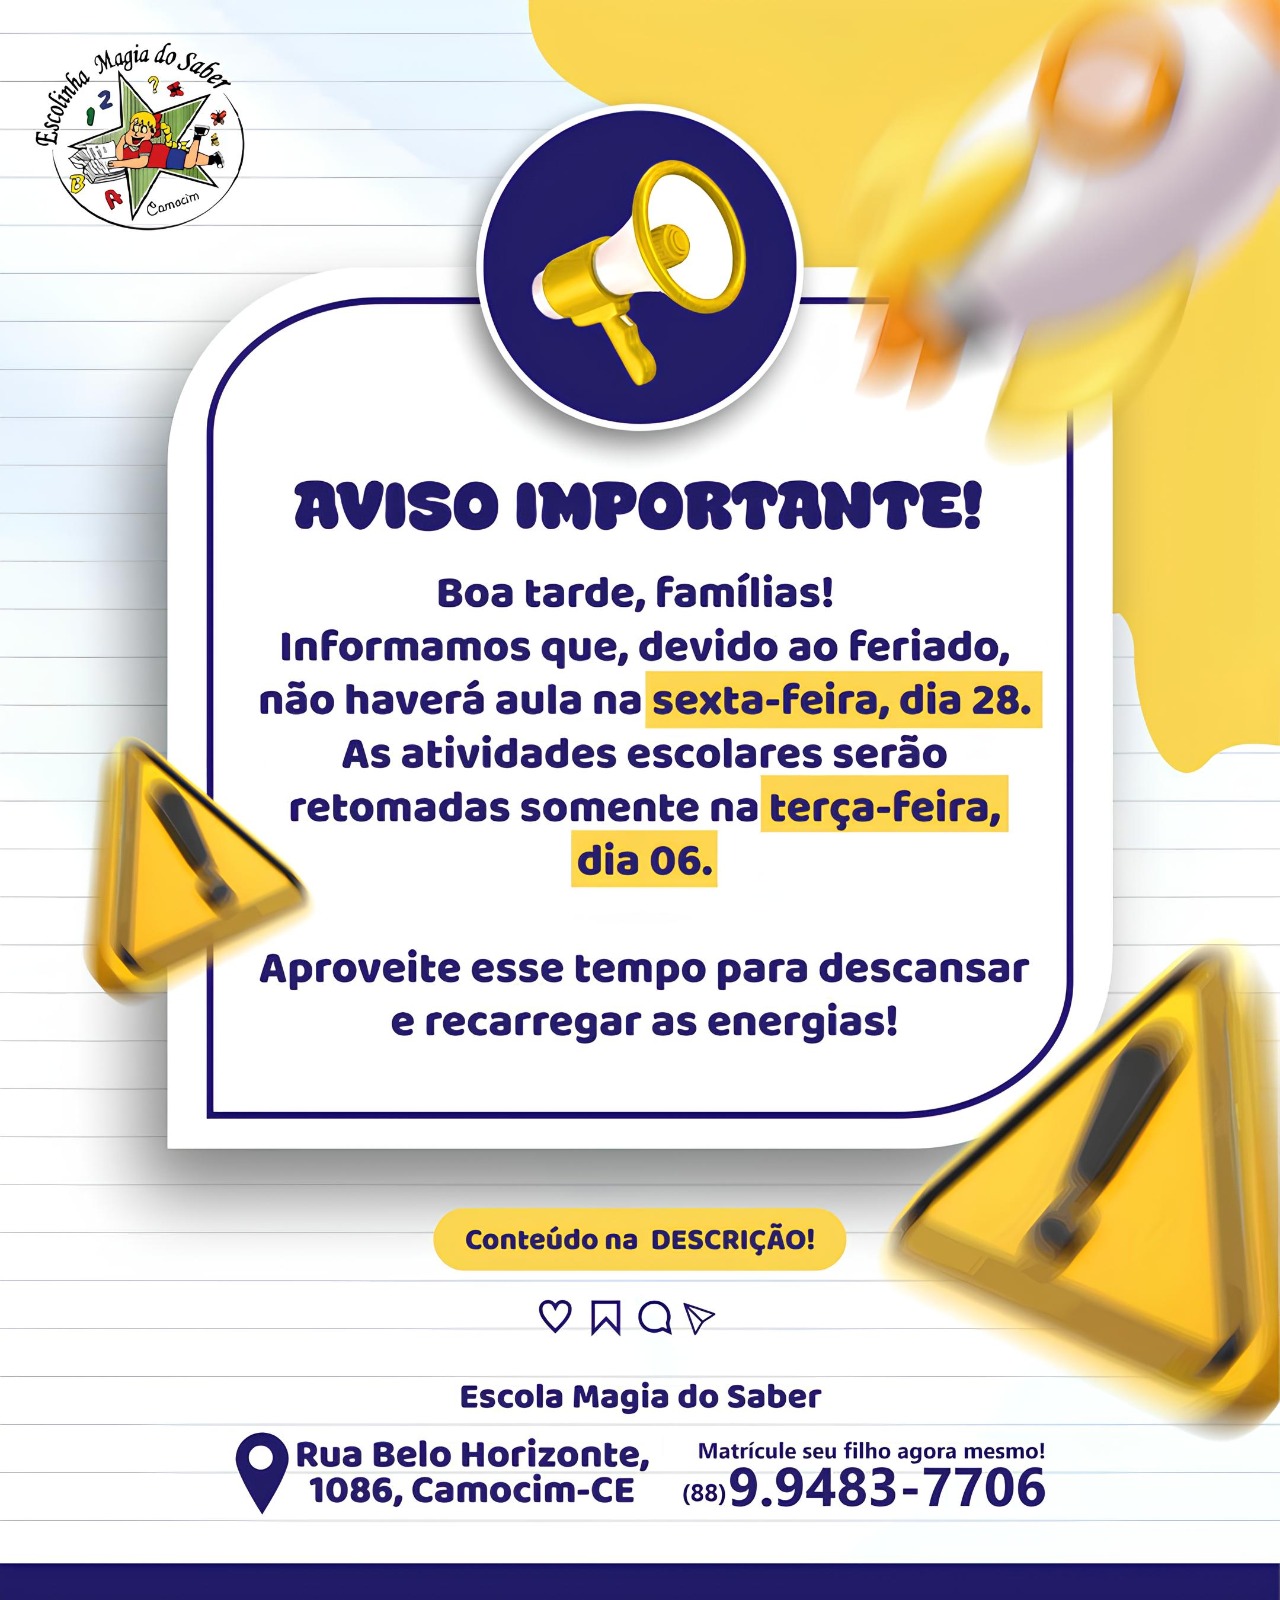 Escolinha Magia do Saber
1 2 ?
B A
Camocim
AVISO IMPORTANTE!
Boa tarde, famílias!
Informamos que, devido ao feriado,
não haverá aula na sexta-feira, dia 28.
As atividades escolares serão
retomadas somente na terça-feira,
dia 06.
Aproveite esse tempo para descansar
e recarregar as energias!
Conteúdo na DESCRIÇÃO!
Escola Magia do Saber
Rua Belo Horizonte,
1086, Camocim-CE
Matrícule seu filho agora mesmo!
(88) 9.9483-7706